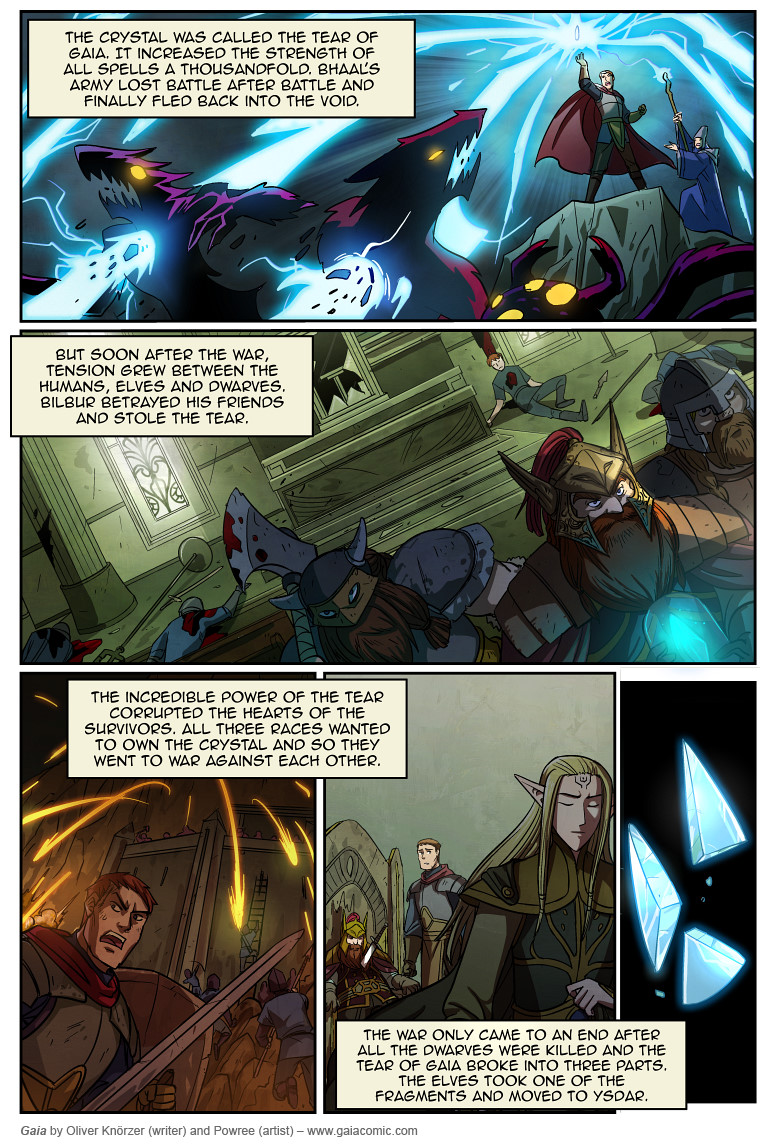 THE CRYSTAL WAS CALLED THE TEAR OF
GAIA. IT INCREASED THE STRENGTH OF
ALL SPELLS A THOUSANDFOLD. BHAAL'S
ARMY LOST BATTLE AFTER BATTLE AND
FINALLY FLED BACK INTO THE VOID.
BUT SOON AFTER THE WAR,
TENSION GREW BETWEEN THE
HUMANS, ELVES AND DWARVES.
BILBUR BETRAYED HIS FRIENDS
AND STOLE THE TEAR.
THE INCREDIBLE POWER OF THE TEAR
CORRUPTED THE HEARTS OF THE
SURVIVORS. ALL THREE RACES WANTED
TO OWN THE CRYSTAL AND SO THEY
WENT TO WAR AGAINST EACH OTHER.
THE WAR ONLY CAME TO AN END AFTER
ALL THE DWARVES WERE KILLED AND THE
TEAR OF GAIA BROKE INTO THREE PARTS.
THE ELVES TOOK ONE OF THE
FRAGMENTS AND MOVED TO YSDAR.
Gaia by Oliver Knörzer (writer) and Powree (artist) – www.gaiacomic.com